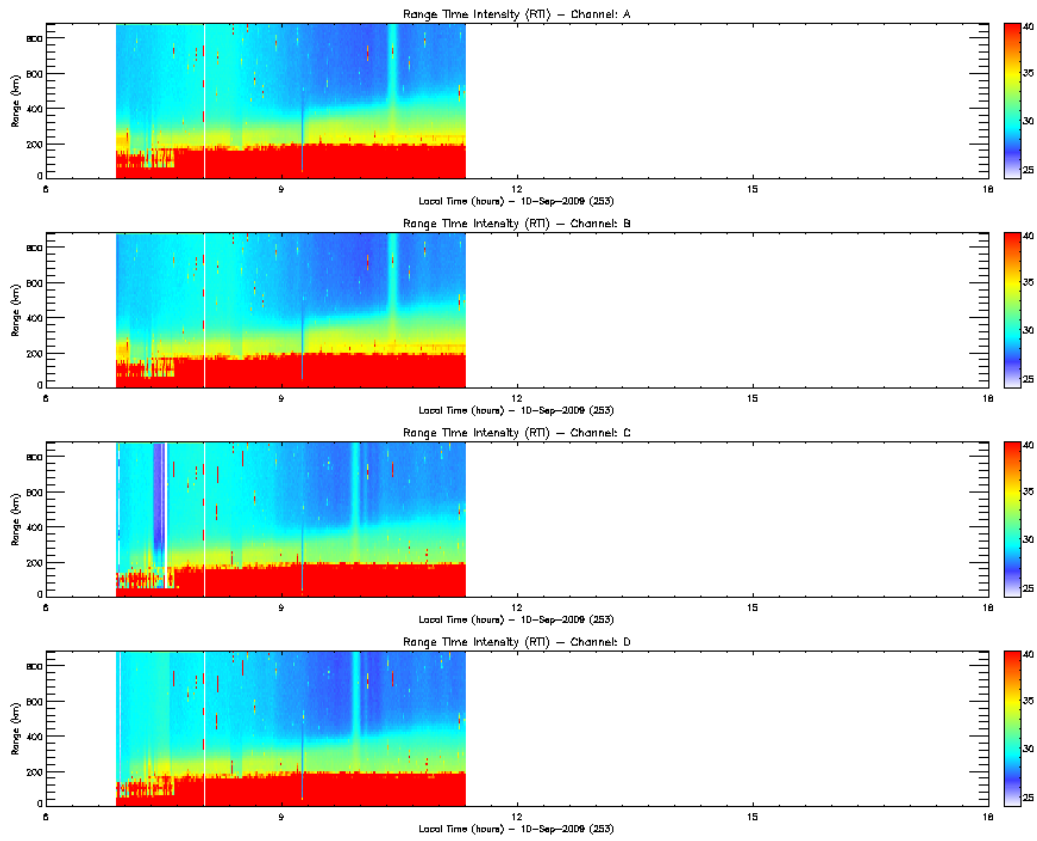 Range Time Intensity (RTI) – Channel: A
Range (km)
800
600
400
200
0
6 9 12 15 18
Local Time (hours) – 10–Sep–2009 (253)
40
35
30
25
Range Time Intensity (RTI) – Channel: B
Range (km)
800
600
400
200
0
6 9 12 15 18
Local Time (hours) – 10–Sep–2009 (253)
40
35
30
25
Range Time Intensity (RTI) – Channel: C
Range (km)
800
600
400
200
0
6 9 12 15 18
Local Time (hours) – 10–Sep–2009 (253)
40
35
30
25
Range Time Intensity (RTI) – Channel: D
Range (km)
800
600
400
200
0
6 9 12 15 18
Local Time (hours) – 10–Sep–2009 (253)
40
35
30
25